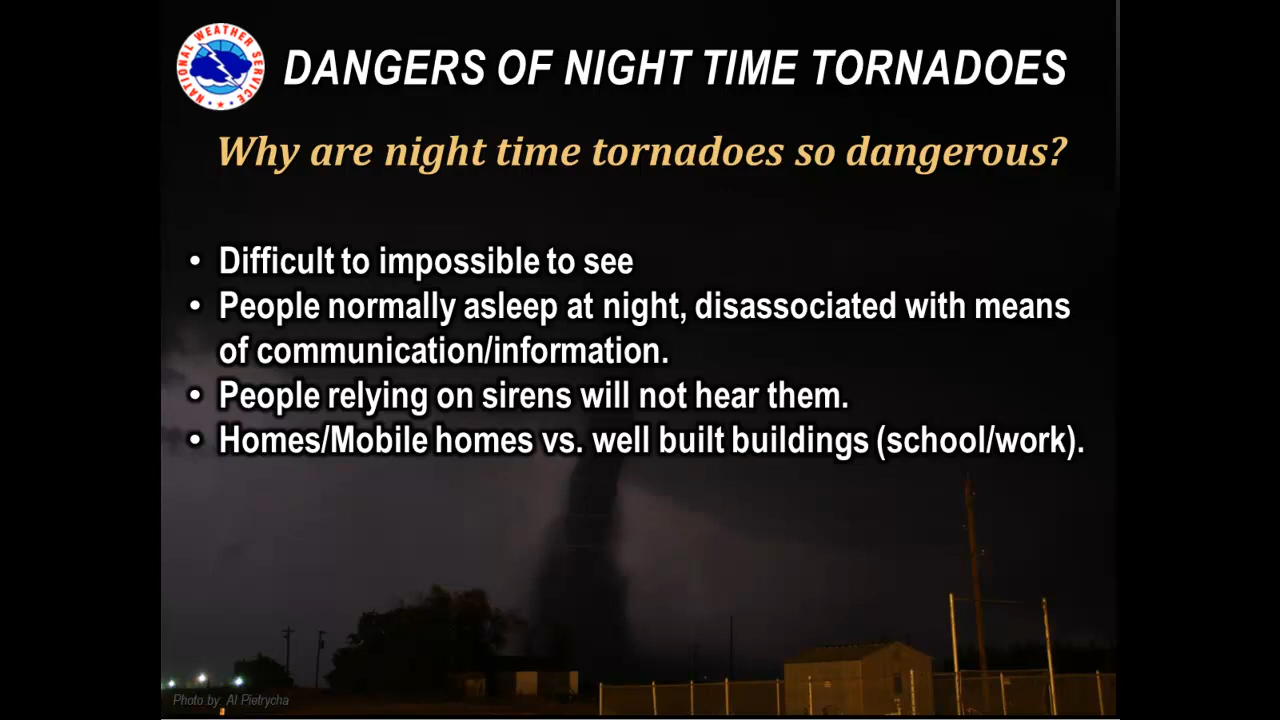 NATIONAL WEATHER SERVICE
DANGERS OF NIGHT TIME TORNADOES
Why are night time tornadoes so dangerous?
• Difficult to impossible to see
• People normally asleep at night, disassociated with means
of communication/information.
• People relying on sirens will not hear them.
• Homes/Mobile homes vs. well built buildings (school/work).
Photo by: Al Pietrycha